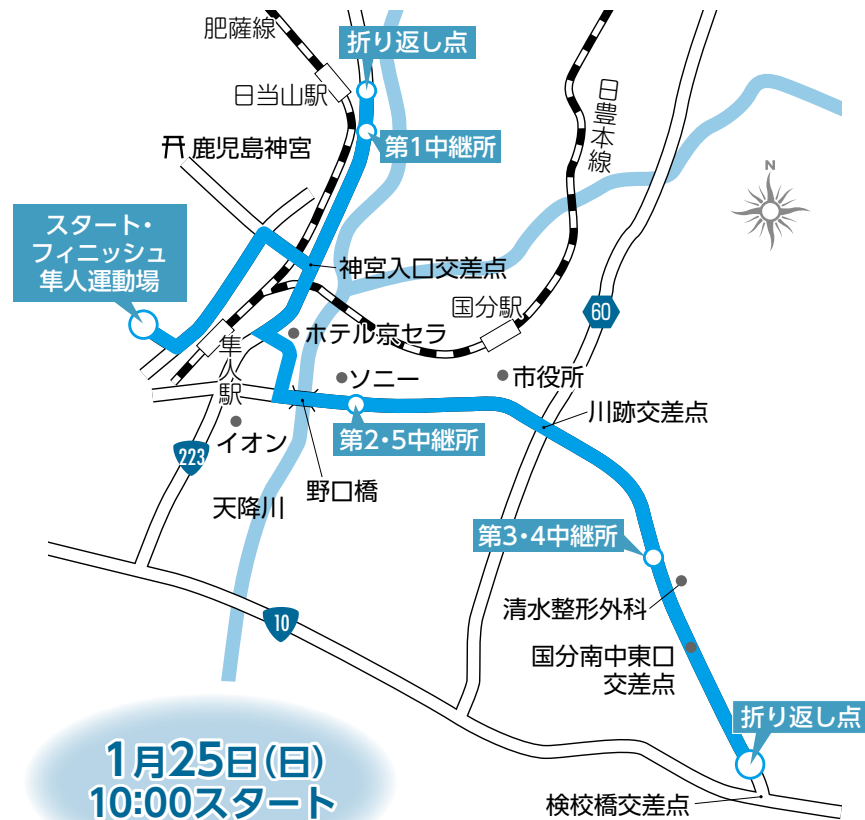 肥薩線
折り返し点
日当山駅
日豊本線
第1中継所
鹿児島神宮
N
スタート・
フィニッシュ
隼人運動場
神宮入口交差点
国分駅
60
ホテル京セラ
隼人駅
ソニー
市役所
川跡交差点
イオン
第2・5中継所
223
野口橋
天降川
第3・4中継所
清水整形外科
10
国分南中東口
交差点
折り返し点
1月25日(日)
10:00スタート
検校橋交差点